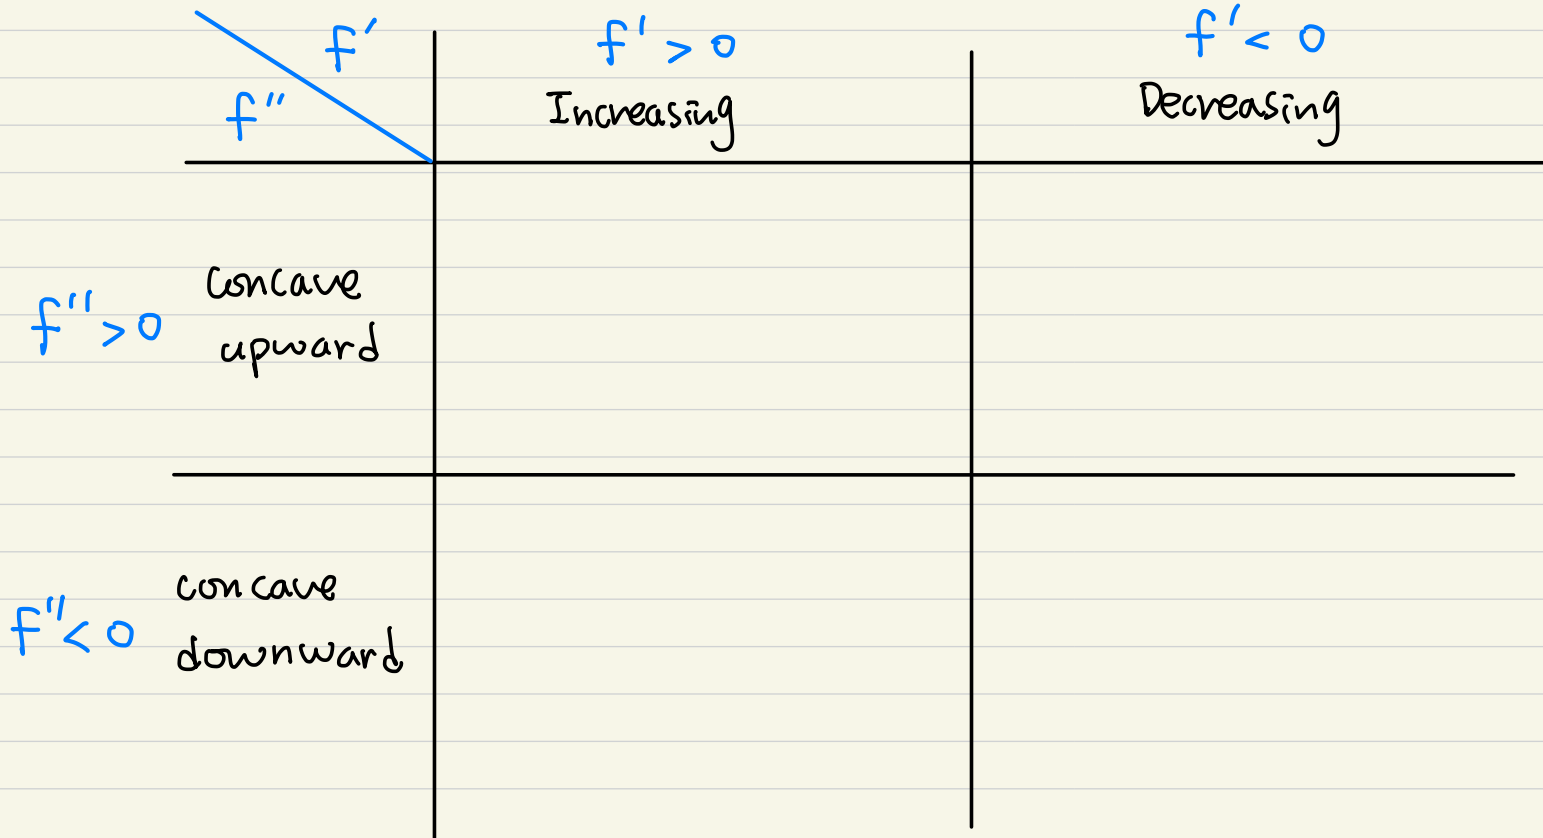 f'
f' > 0
f' < 0
f"
Increasing
Decreasing
f" > 0
concave
upward
f" < 0
concave
downward